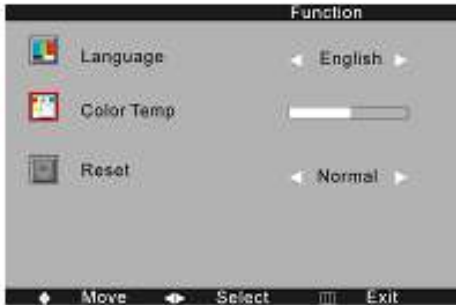 Function
Language English
Color Temp
Reset Normal
Move Select Exit